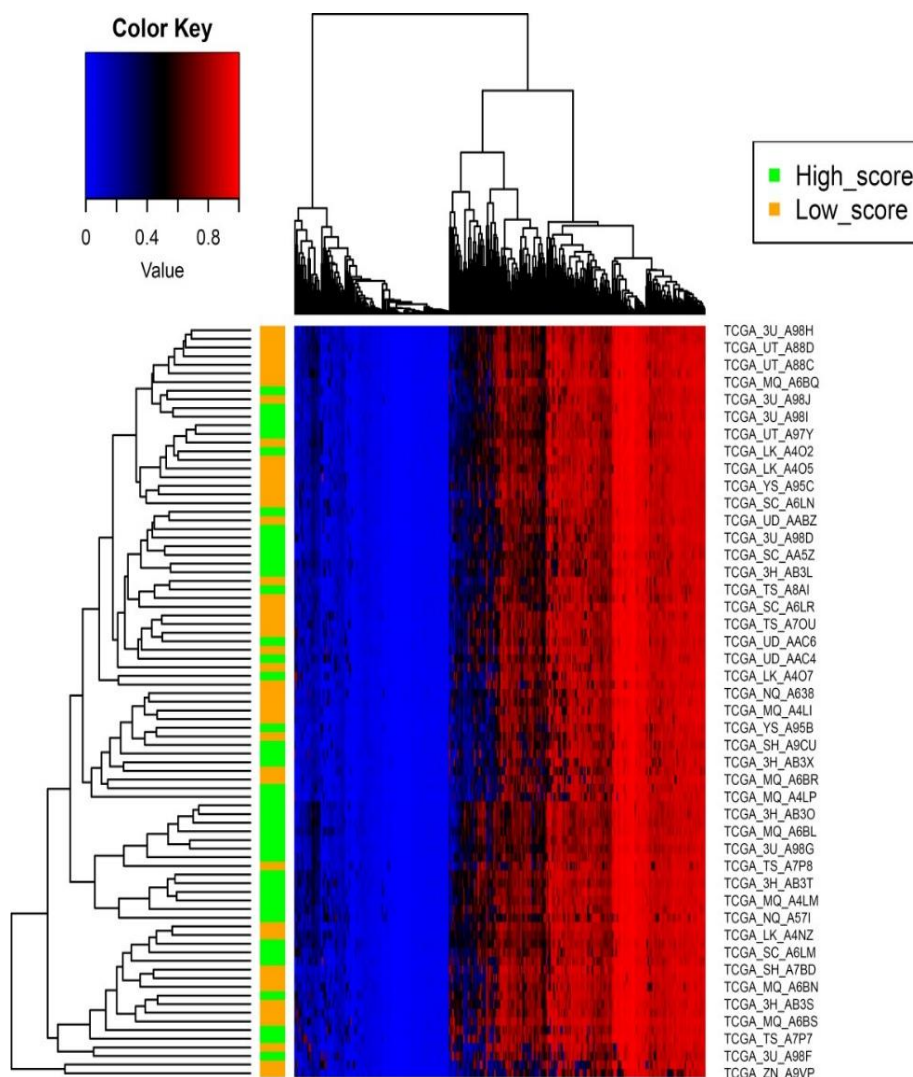 Color Key
0 0.4 0.8
Value
High_score
Low_score
TCGA_3U_A98H
TCGA_UT_A88D
TCGA_UT_A88C
TCGA_MQ_A6BQ
TCGA_3U_A98J
TCGA_3U_A98I
TCGA_UT_A97Y
TCGA_LK_A4O2
TCGA_LK_A4O5
TCGA_YS_A95C
TCGA_SC_A6LN
TCGA_UD_AABZ
TCGA_3U_A98D
TCGA_SC_AA5Z
TCGA_3H_AB3L
TCGA_TS_A8AI
TCGA_SC_A6LR
TCGA_TS_A7OU
TCGA_UD_AAC6
TCGA_UD_AAC4
TCGA_LK_A4O7
TCGA_NQ_A638
TCGA_MQ_A4LI
TCGA_YS_A95B
TCGA_SH_A9CU
TCGA_3H_AB3X
TCGA_MQ_A6BR
TCGA_MQ_A4LP
TCGA_3H_AB3O
TCGA_MQ_A6BL
TCGA_3U_A98G
TCGA_TS_A7P8
TCGA_3H_AB3T
TCGA_MQ_A4LM
TCGA_NQ_A57I
TCGA_LK_A4NZ
TCGA_SC_A6LM
TCGA_SH_A7BD
TCGA_MQ_A6BN
TCGA_3H_AB3S
TCGA_MQ_A6BS
TCGA_TS_A7P7
TCGA_3U_A98F
TCGA_ZN_A9VP